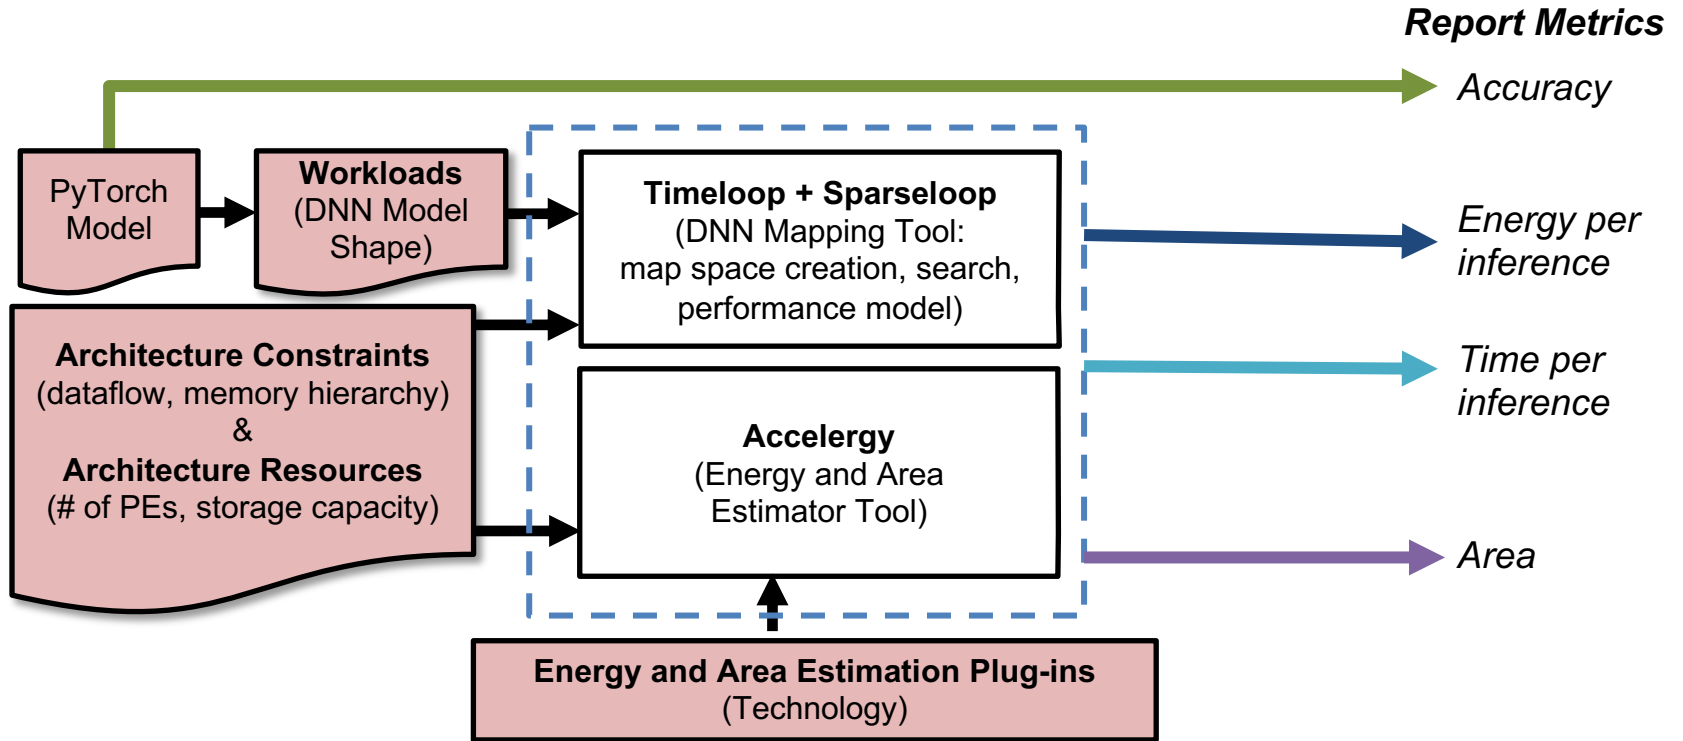 Report Metrics
Accuracy
PyTorch
Model
Workloads
(DNN Model
Shape)
Timeloop + Sparseloop
(DNN Mapping Tool:
map space creation, search,
performance model)
Energy per
inference
Architecture Constraints
(dataflow, memory hierarchy)
&
Architecture Resources
(# of PEs, storage capacity)
Accelergy
(Energy and Area
Estimator Tool)
Time per
inference
Area
Energy and Area Estimation Plug-ins
(Technology)